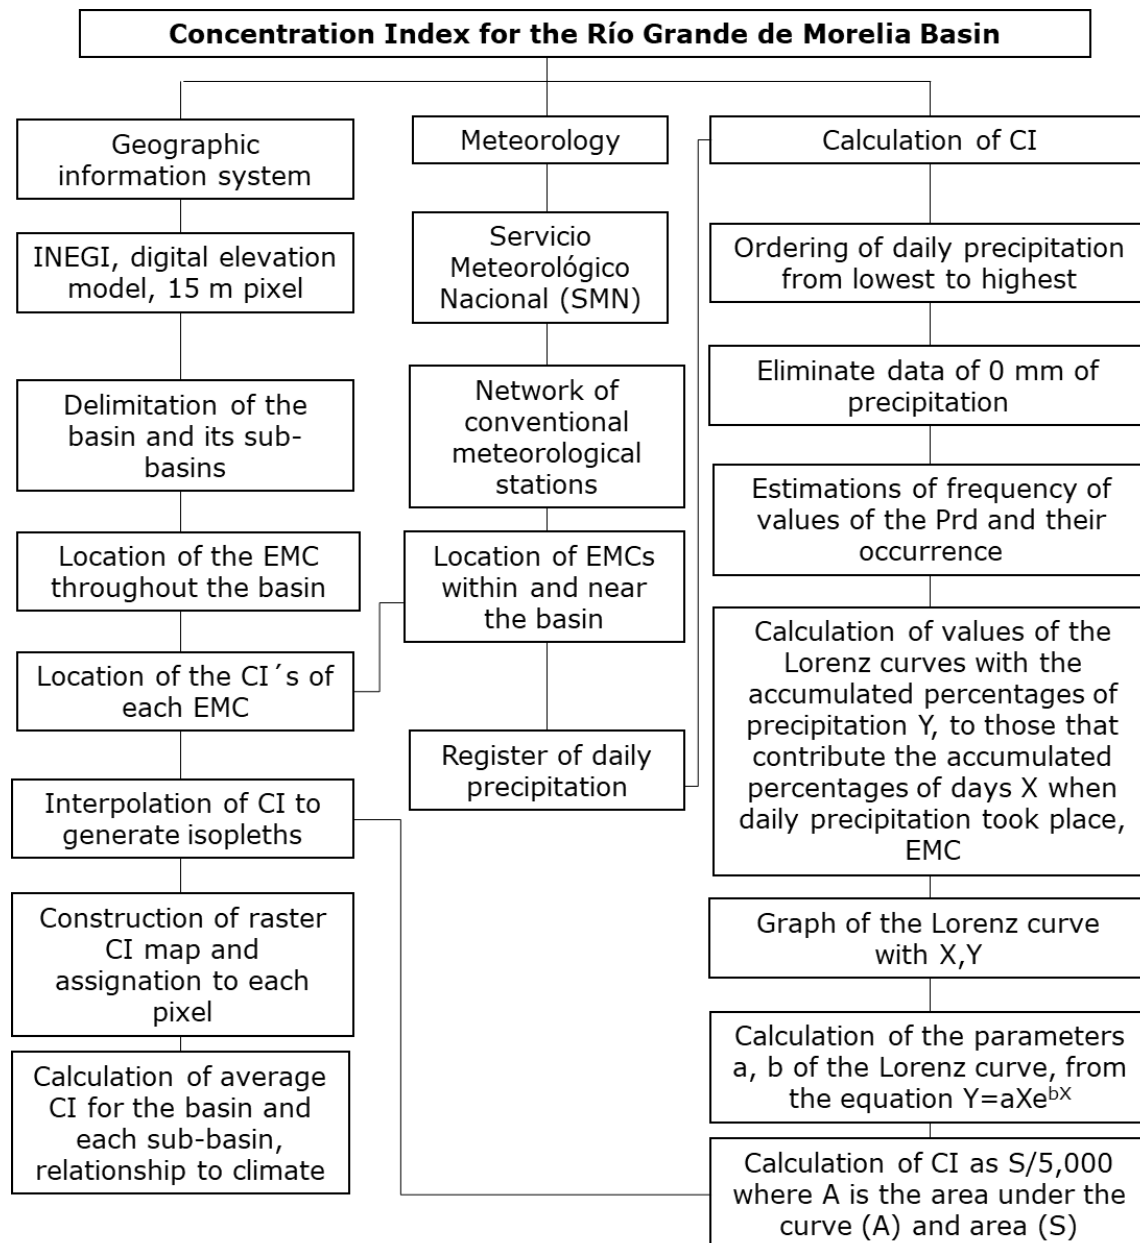 Concentration Index for the Río Grande de Morelia Basin
Geographic
information system
INEGI, digital elevation
model, 15 m pixel
Delimitation of the
basin and its sub-
basins
Location of the EMC
throughout the basin
Location of the CI´s of
each EMC
Interpolation of CI to
generate isopleths
Construction of raster
CI map and
assignation to each
pixel
Calculation of average
CI for the basin and
each sub-basin,
relationship to climate
Meteorology
Servicio
Meteorológico
Nacional (SMN)
Network of
conventional
meteorological
stations
Location of EMCs
within and near
the basin
Register of daily
precipitation
Calculation of CI
Ordering of daily precipitation
from lowest to highest
Eliminate data of 0 mm of
precipitation
Estimations of frequency of
values of the Prd and their
occurrence
Calculation of values of the
Lorenz curves with the
accumulated percentages of
precipitation Y, to those that
contribute the accumulated
percentages of days X when
daily precipitation took place,
EMC
Graph of the Lorenz curve
with X,Y
Calculation of the parameters
a, b of the Lorenz curve, from
the equation Y=aXe^{bX}
Calculation of CI as S/5,000
where A is the area under the
curve (A) and area (S)